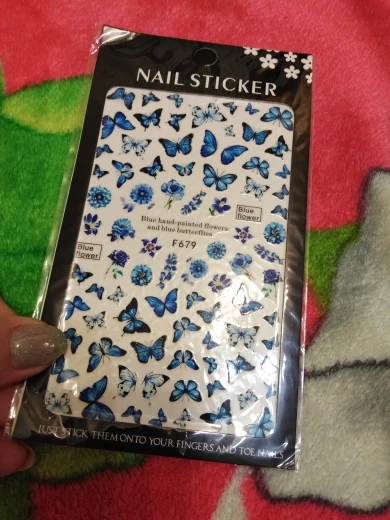 NAIL STICKER
Blue
flower
Blue hand-painted flowers
and blue butterflies
F679
Blue
flower
JUST STICK THEM ONTO YOUR FINGERS AND TOE NAILS